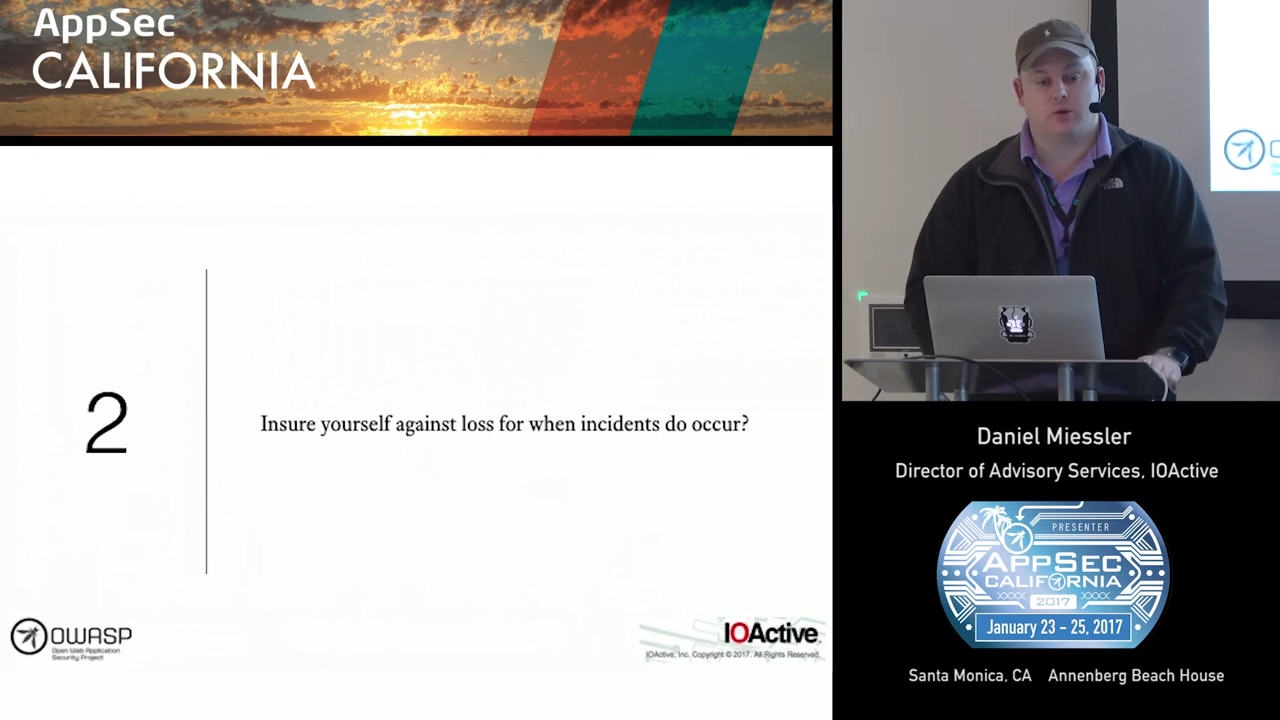 AppSec
CALIFORNIA
2
Insure yourself against loss for when incidents do occur?
OWASP
Open Web Application
Security Project
IOActive
IOActive, Inc. Copyright © 2017. All Rights Reserved.
Daniel Miessler
Director of Advisory Services, IOActive
PRESENTER
APPSEC
CALIFORNIA
2017
January 23 – 25, 2017
Santa Monica, CA Annenberg Beach House